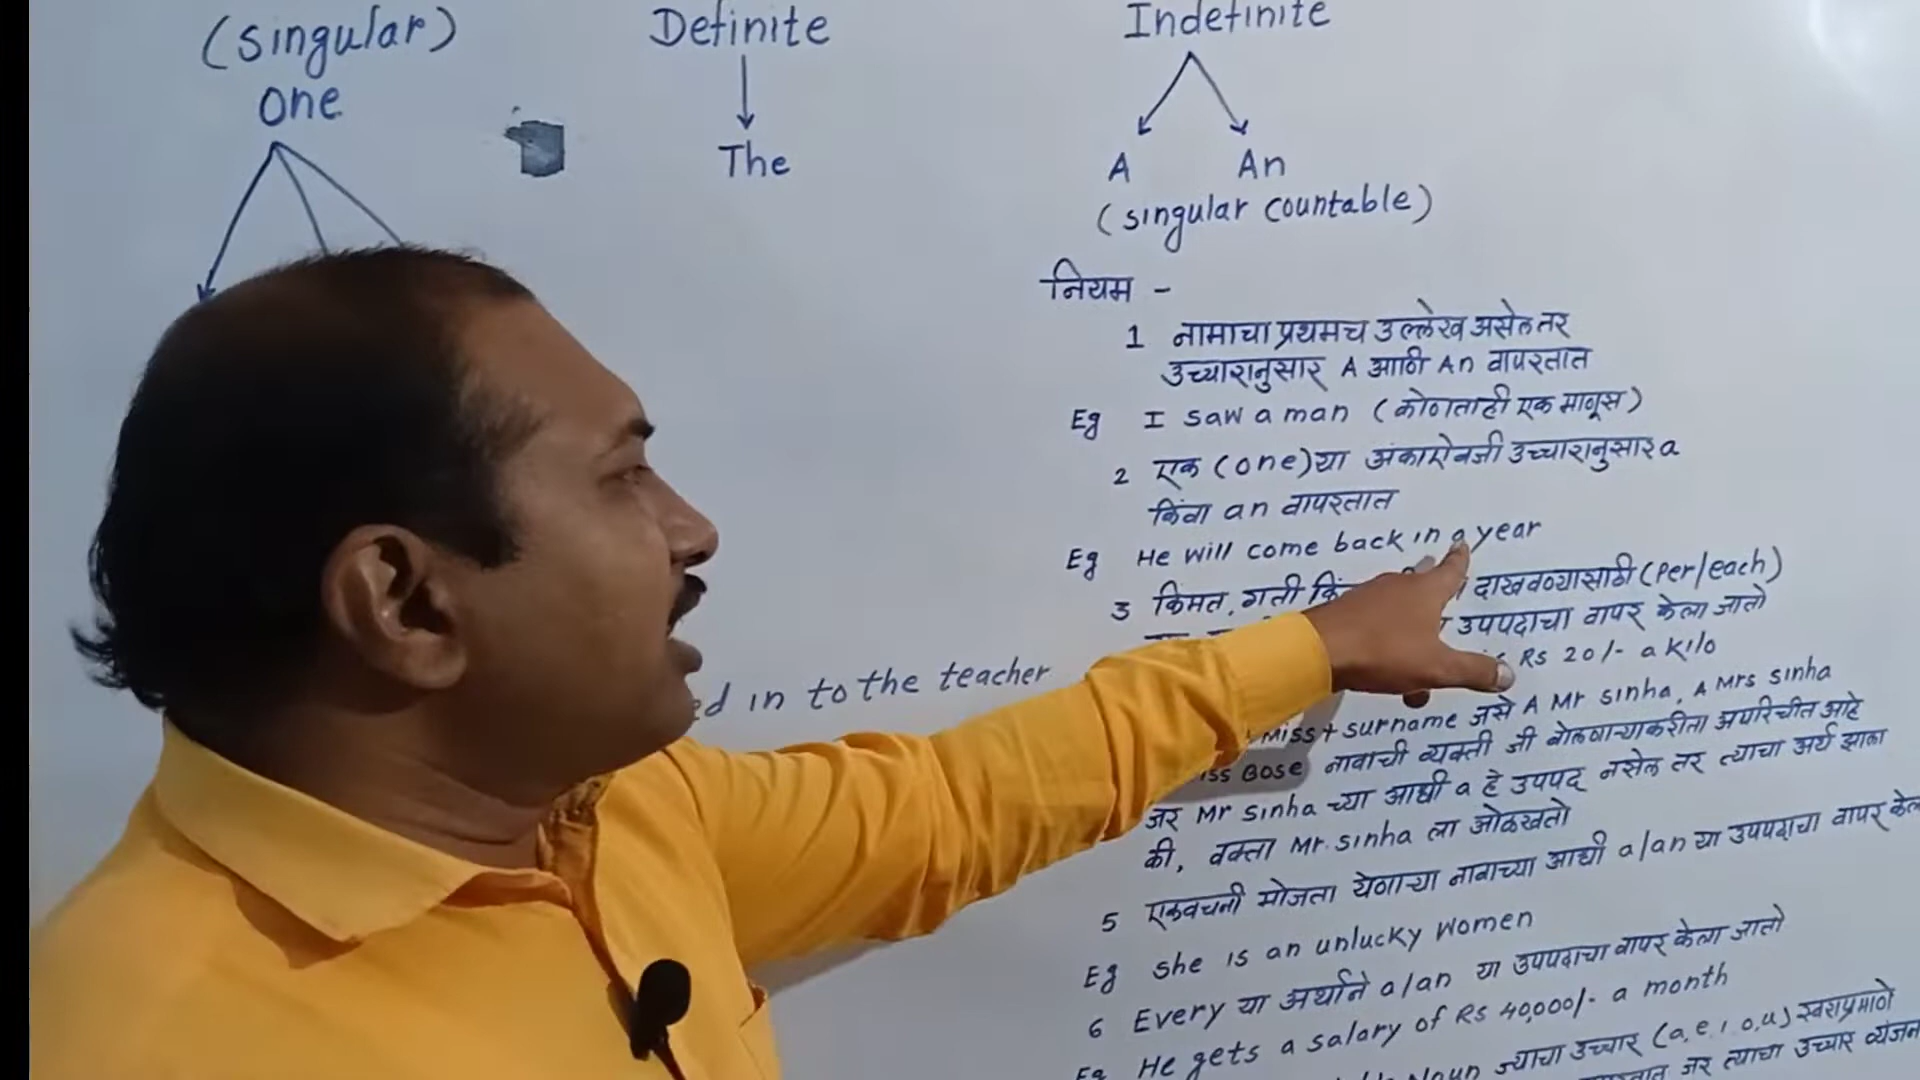 (singular)
one
Definite
The
Indefinite
A An
(singular countable)
नियम -
1 नामाचा प्रथमच उल्लेख असेल तर
उच्चारानुसार A आणि An वापरतात
Eg I saw a man (कोणताही एक माणूस)
2 एक (one) या अंकाऐवजी उच्चारानुसार a
किंवा an वापरतात
Eg He will come back in a year
3 किंमत, गती दाखवण्यासाठी (Per/each)
उपपदाचा वापर केला जातो
Rs 20/- a kilo
in to the teacher
Miss + surname जसे A Mr sinha, A Mrs sinha
Bose नावाची व्यक्ती जी बोलणाऱ्याकरीता अपरिचीत आहे
जर Mr sinha च्या आधी a हे उपपद नसेल तर त्याचा अर्थ झाला
की, वक्ता Mr. sinha ला ओळखतो
5 एकवचनी मोजता येणाऱ्या नावाच्या आधी a/an या उपपदाचा वापर
Eg she is an unlucky women
6 Every या अर्थाने a/an या उपपदाचा वापर केला जातो
Eg He gets a salary of Rs 40,000/- a month
Noun ज्याचा उच्चार (a, e, i, o, u) स्वराप्रमाणे
जर त्याचा उच्चार